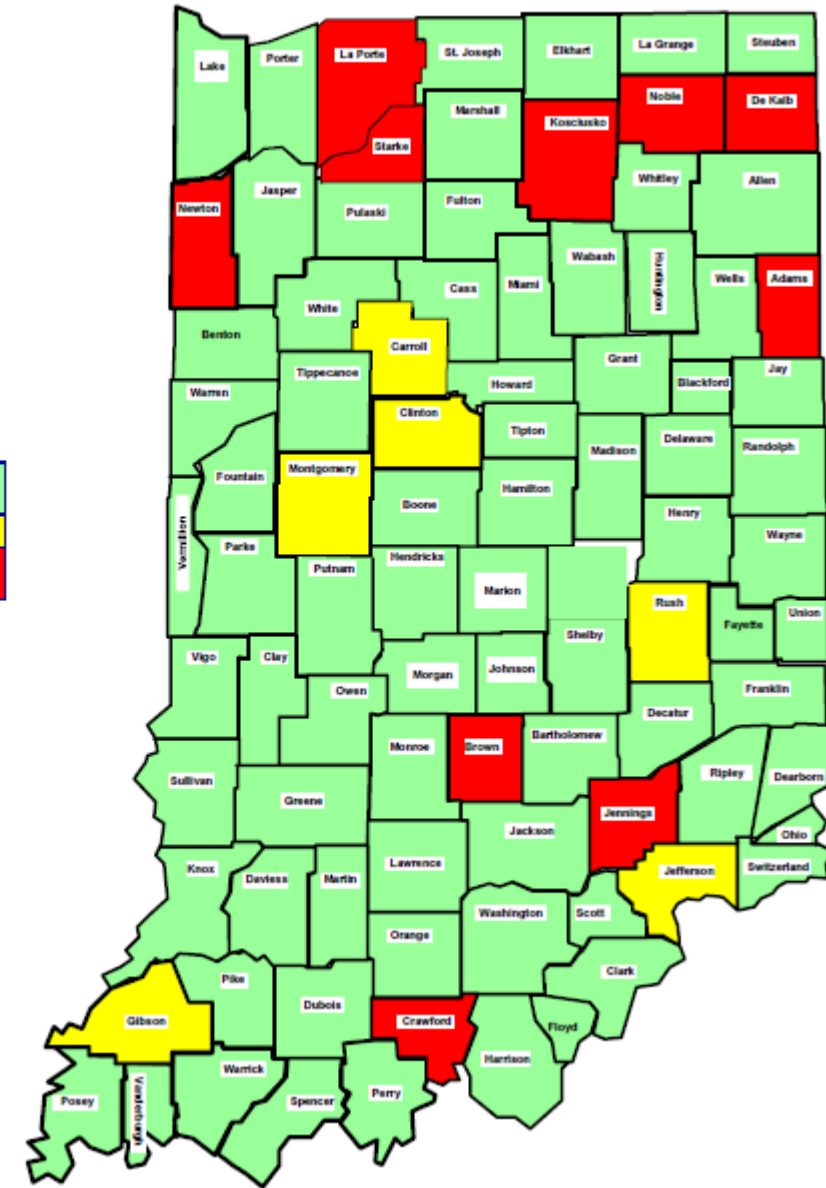 Lake
Porter
La Porte
St. Joseph
Elkhart
La Grange
Steuben
Noble
De Kalb
Marshall
Kosciusko
Starke
Whitley
Allen
Newton
Jasper
Pulaski
Fulton
Wabash
Huntington
Wells
Adams
White
Cass
Miami
Benton
Carroll
Grant
Tippecanoe
Howard
Blackford
Jay
Warren
Clinton
Tipton
Madison
Delaware
Randolph
Fountain
Montgomery
Boone
Hamilton
Henry
Vermillion
Parke
Putnam
Hendricks
Marion
Wayne
Rush
Fayette
Union
Shelby
Vigo
Clay
Morgan
Johnson
Franklin
Owen
Decatur
Monroe
Brown
Bartholomew
Sullivan
Greene
Ripley
Dearborn
Jennings
Jackson
Ohio
Knox
Daviess
Martin
Lawrence
Jefferson
Switzerland
Washington
Scott
Orange
Clark
Pike
Dubois
Gibson
Crawford
Floyd
Harrison
Warrick
Posey
Vanderburgh
Spencer
Perry